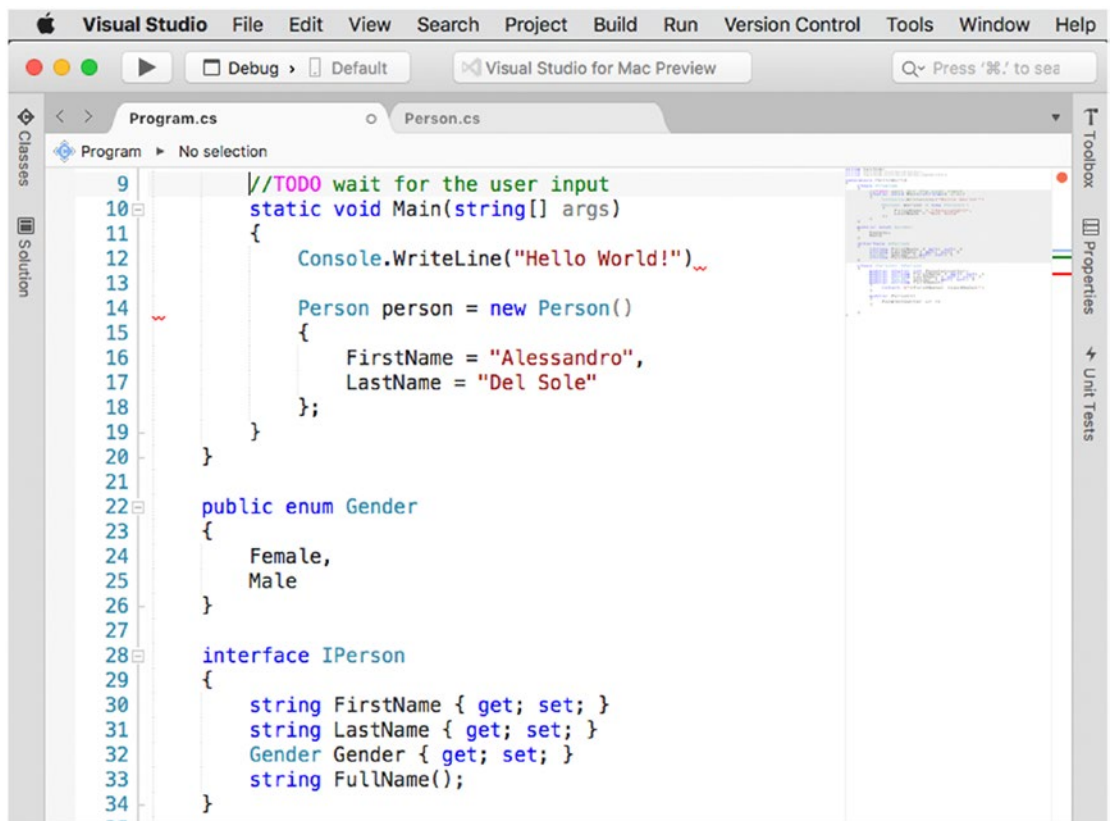 Visual Studio File Edit View Search Project Build Run Version Control Tools Window Help
Debug › Default Visual Studio for Mac Preview Press ‘⌘.’ to sea
Program.cs Person.cs
Program ▸ No selection
Classes
Solution
Toolbox
Properties
Unit Tests
9 //TODO wait for the user input
10 static void Main(string[] args)
11 {
12 Console.WriteLine("Hello World!")
13
14 Person person = new Person()
15 {
16 FirstName = "Alessandro",
17 LastName = "Del Sole"
18 };
19 }
20 }
21
22 public enum Gender
23 {
24 Female,
25 Male
26 }
27
28 interface IPerson
29 {
30 string FirstName { get; set; }
31 string LastName { get; set; }
32 Gender Gender { get; set; }
33 string FullName();
34 }